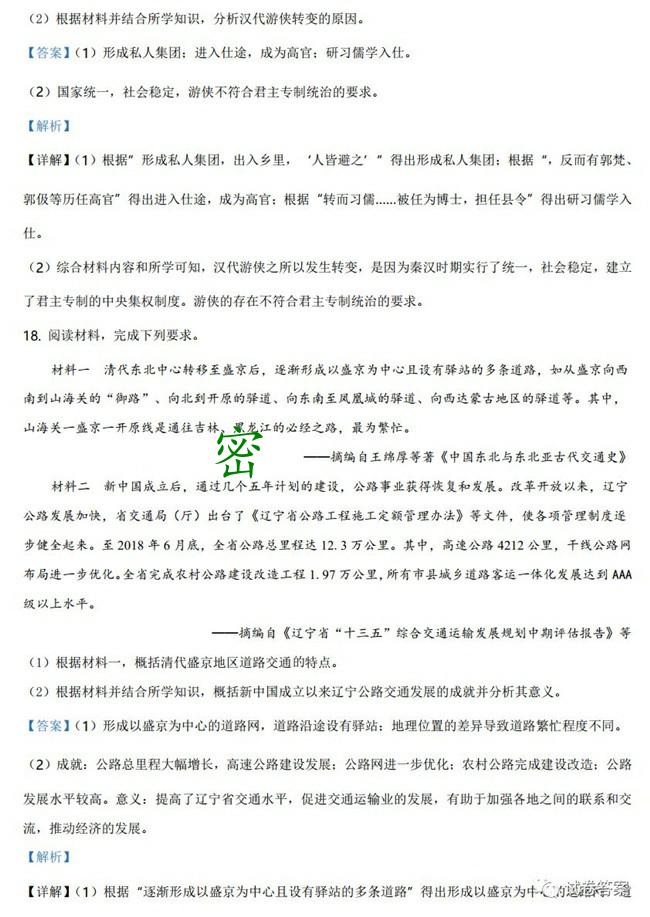 （2）根据材料并结合所学知识，分析汉代游侠转变的原因。
【答案】（1）形成私人集团；进入仕途，成为高官；研习儒学入仕。
（2）国家统一，社会稳定，游侠不符合君主专制统治的要求。
【解析】
【详解】（1）根据”形成私人集团，出入乡里，‘人皆避之’”得出形成私人集团；根据“，反而有郭梵、
郭伋等历任高官”得出进入仕途，成为高官；根据“转而习儒……被任为博士，担任县令”得出研习儒学入
仕。
（2）综合材料内容和所学可知，汉代游侠之所以发生转变，是因为秦汉时期实行了统一，社会稳定，建立
了君主专制的中央集权制度。游侠的存在不符合君主专制统治的要求。
18. 阅读材料，完成下列要求。
材料一　清代东北中心转移至盛京后，逐渐形成以盛京为中心且设有驿站的多条道路，如从盛京向西
南到山海关的“御路”、向北到开原的驿道、向东南至凤凰城的驿道、向西达蒙古地区的驿道等。其中，
山海关一盛京一开原线是通往吉林、黑龙江的必经之路，最为繁忙。
密
——摘编自王绵厚等著《中国东北与东北亚古代交通史》
材料二　新中国成立后，通过几个五年计划的建设，公路事业获得恢复和发展。改革开放以来，辽宁
公路发展加快，省交通局（厅）出台了《辽宁省公路工程施工定额管理办法》等文件，使各项管理制度逐
步健全起来。至 2018 年 6 月底，全省公路总里程达 12.3 万公里。其中，高速公路 4212 公里，干线公路网
布局进一步优化。全省完成农村公路建设改造工程 1.97 万公里，所有市县城乡道路客运一体化发展达到 AAA
级以上水平。
——摘编自《辽宁省“十三五”综合交通运输发展规划中期评估报告》等
（1）根据材料一，概括清代盛京地区道路交通的特点。
（2）根据材料并结合所学知识，概括新中国成立以来辽宁公路交通发展的成就并分析其意义。
【答案】（1）形成以盛京为中心的道路网，道路沿途设有驿站；地理位置的差异导致道路繁忙程度不同。
（2）成就：公路总里程大幅增长，高速公路建设发展；公路网进一步优化；农村公路完成建设改造；公路
发展水平较高。意义：提高了辽宁省交通水平，促进交通运输业的发展，有助于加强各地之间的联系和交
流，推动经济的发展。
【解析】
【详解】（1）根据“逐渐形成以盛京为中心且设有驿站的多条道路”得出形成以盛京为中心的道路网，道
试卷答案